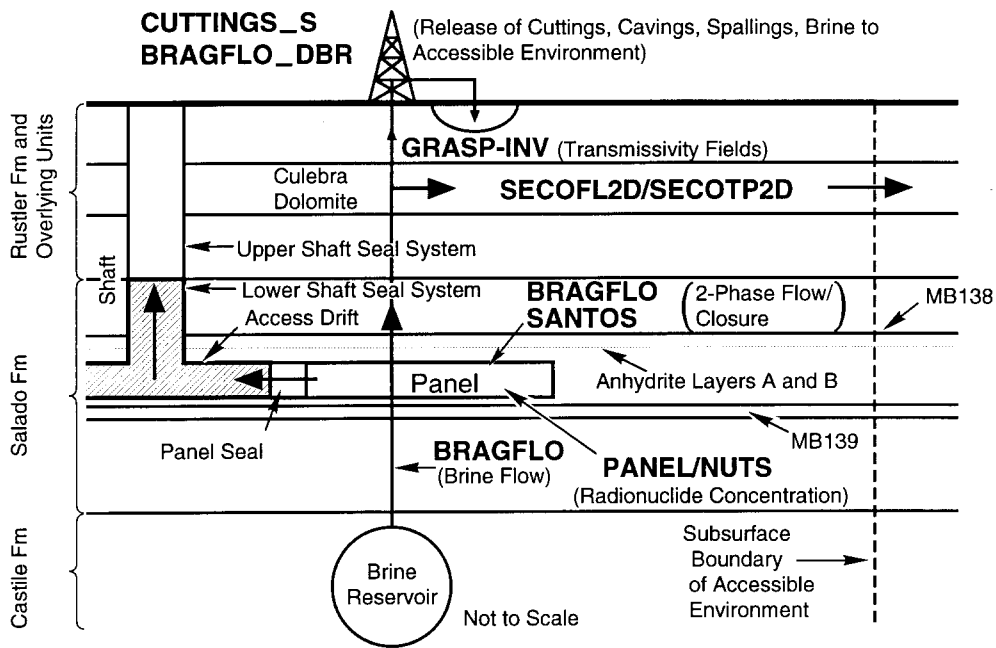 CUTTINGS_S
BRAGFLO_DBR
(Release of Cuttings, Cavings, Spallings, Brine to
Accessible Environment)
Rustler Fm and
Overlying Units
GRASP-INV (Transmissivity Fields)
Culebra
Dolomite
SECOFL2D/SECOTP2D
Upper Shaft Seal System
Shaft
Lower Shaft Seal System
Access Drift
BRAGFLO
SANTOS
(2-Phase Flow/
Closure)
MB138
Salado Fm
Panel
Anhydrite Layers A and B
Panel Seal
MB139
BRAGFLO
(Brine Flow)
PANEL/NUTS
(Radionuclide Concentration)
Castile Fm
Brine
Reservoir
Not to Scale
Subsurface
Boundary
of Accessible
Environment